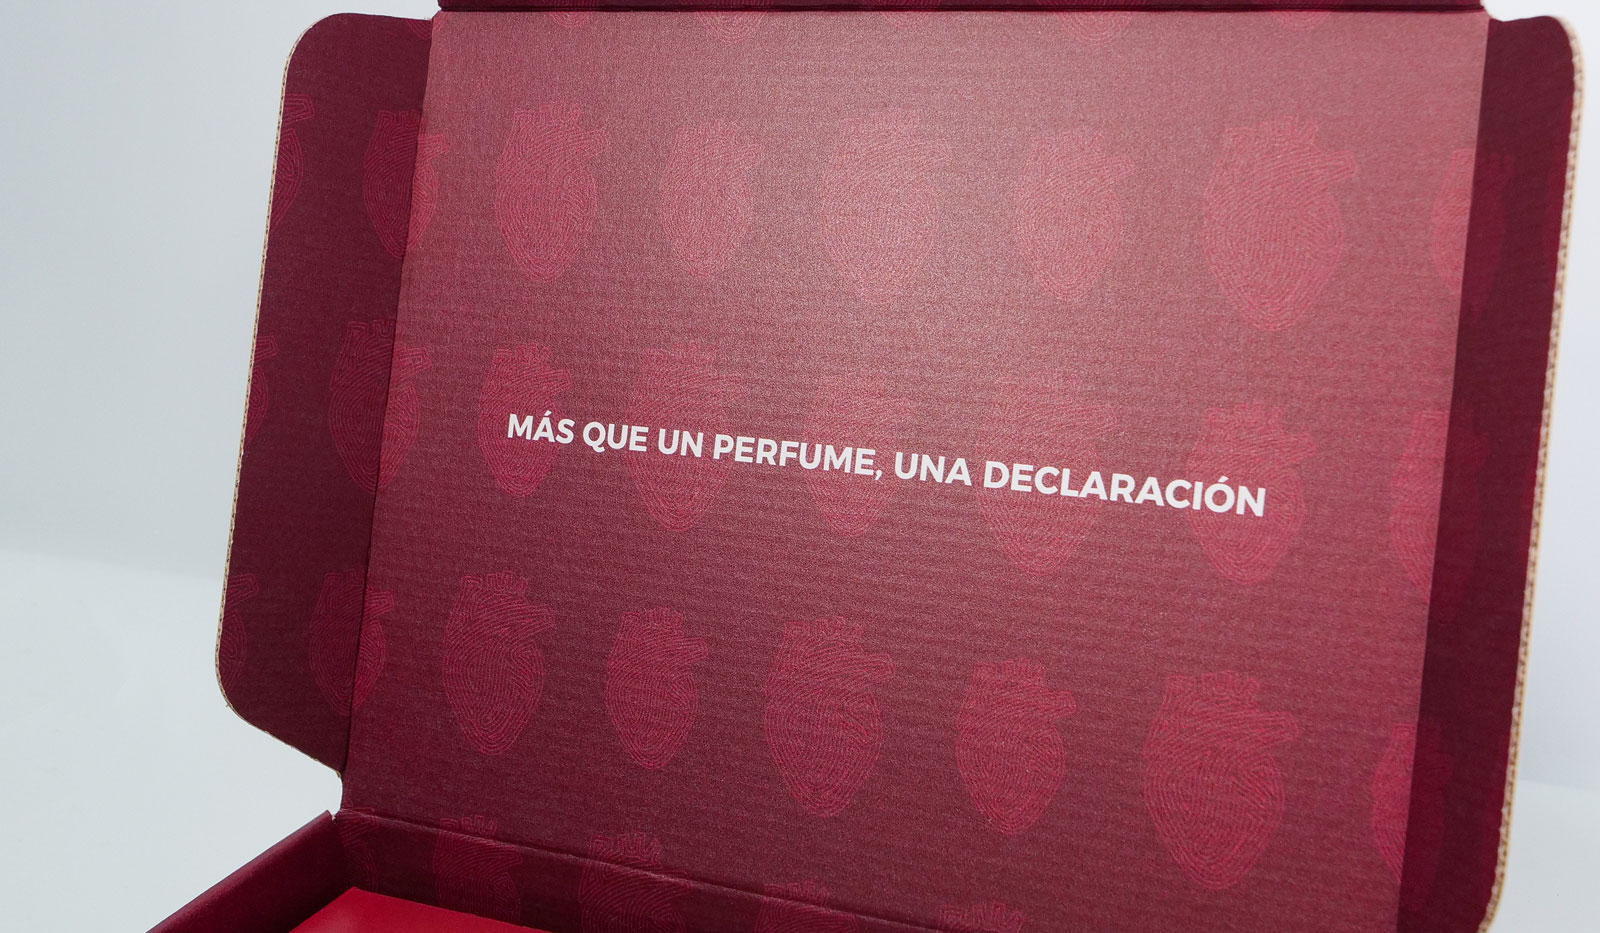 MÁS QUE UN PERFUME, UNA DECLARACIÓN